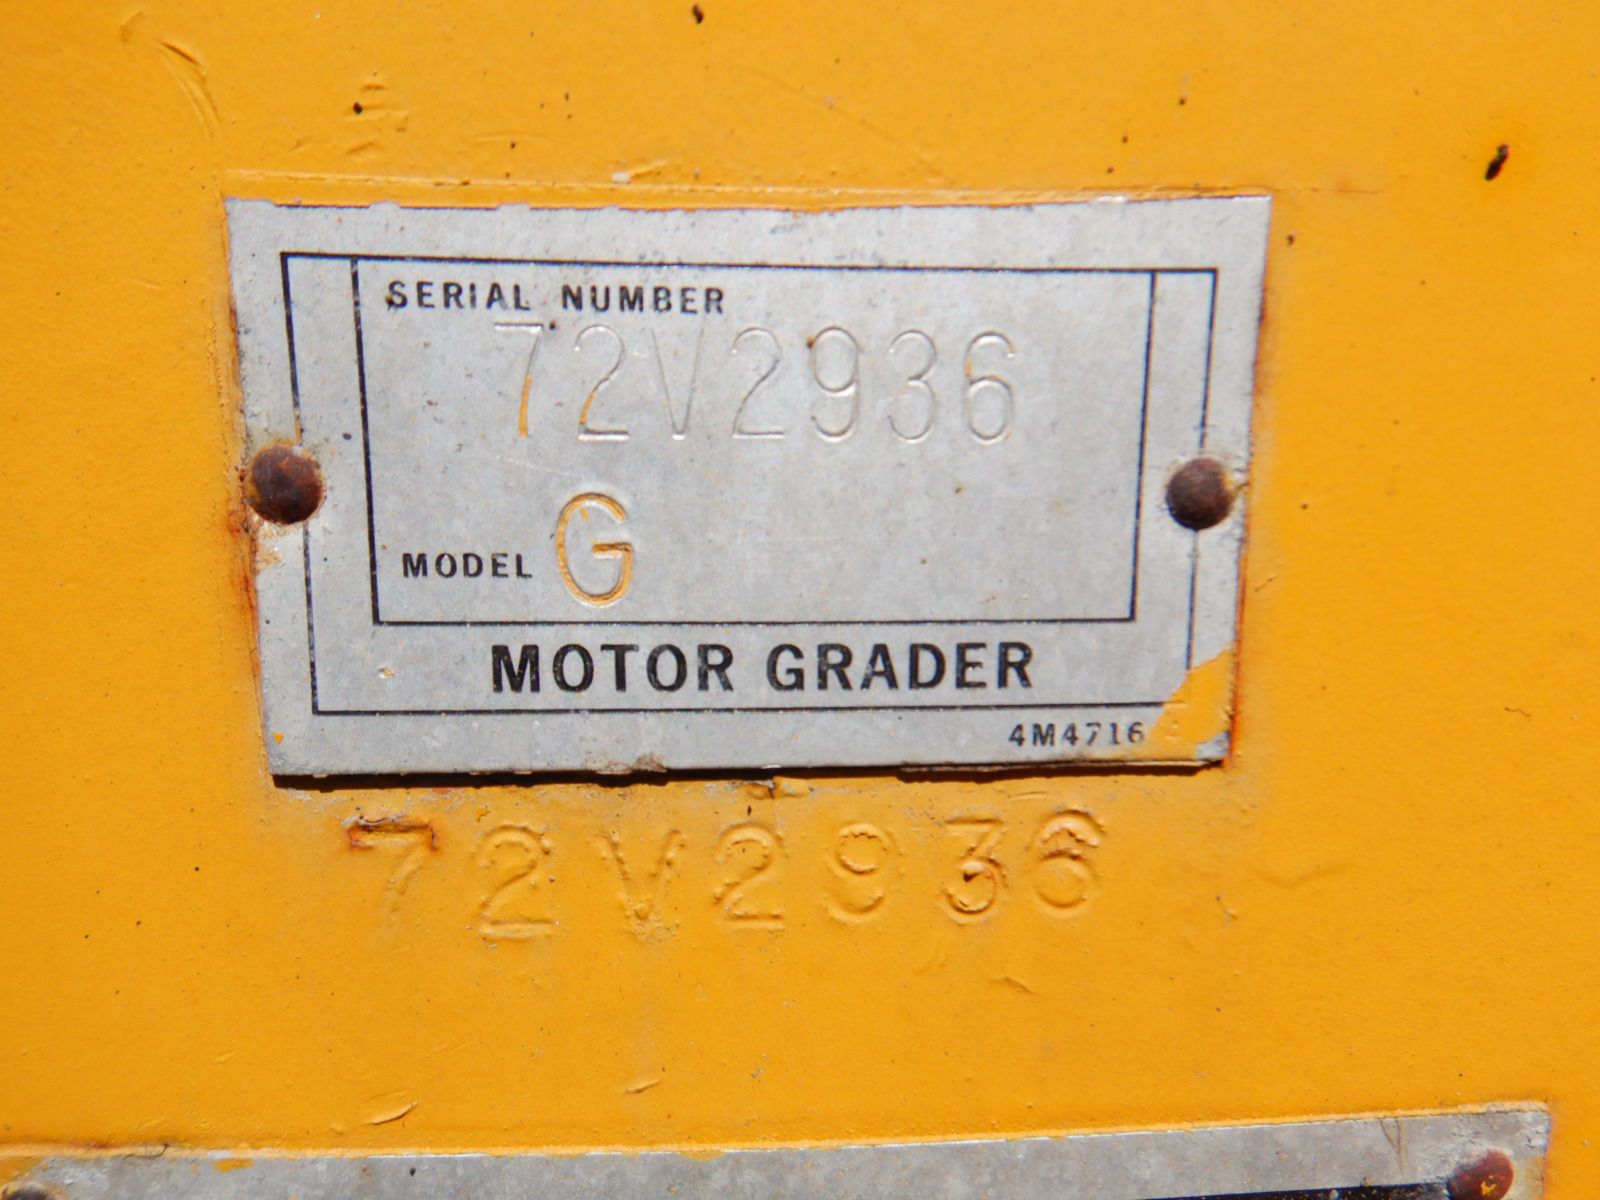 SERIAL NUMBER
72V2936
MODEL G
MOTOR GRADER
4M4716
72V2936